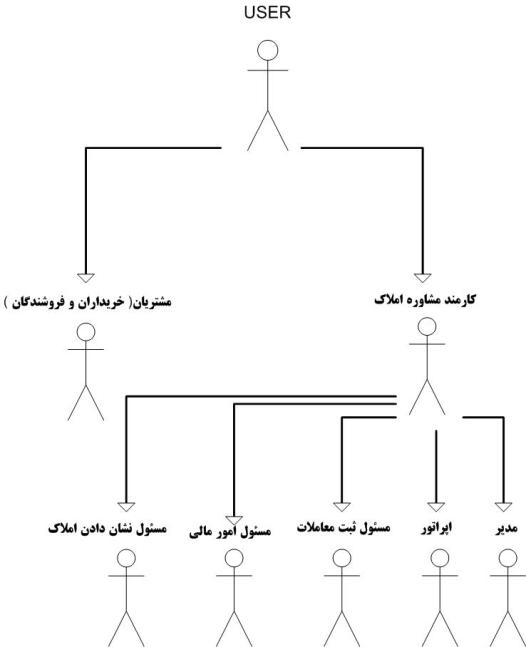 USER
مشتریان( خریداران و فروشندگان )
کارمند مشاوره املاک
مسئول نشان دادن املاک
مسئول امور مالی
مسئول ثبت معاملات
اپراتور
مدیر